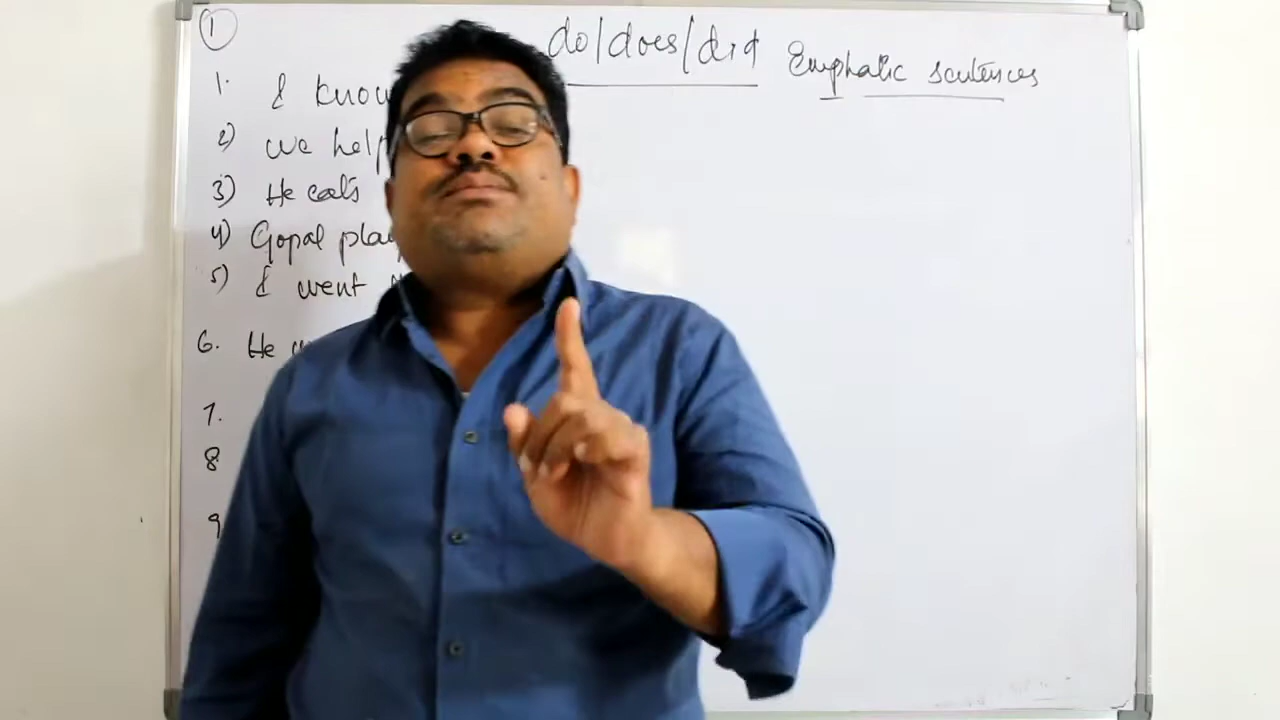 1
do/does/did Emphatic sentences
1. I know
2) we help
3) He eats
4) Gopal play
5) I went
6. He
7.
8
9